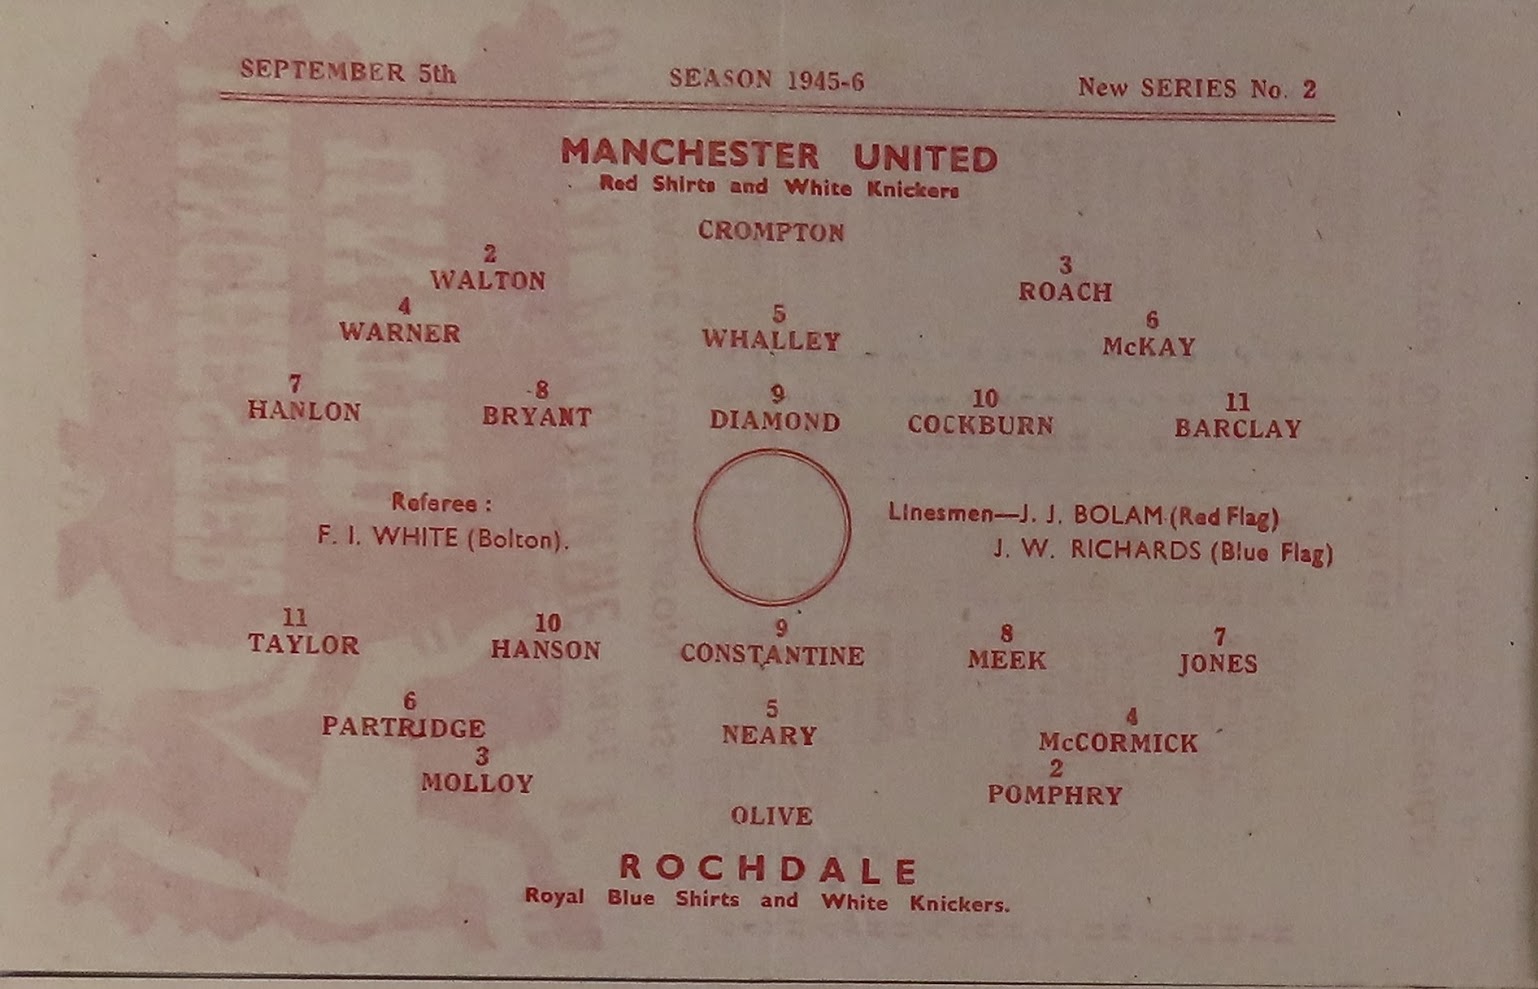 SEPTEMBER 5th SEASON 1945-6 New SERIES No. 2
MANCHESTER UNITED
Red Shirts and White Knickers
CROMPTON
2 3
WALTON ROACH
4 5 6
WARNER WHALLEY McKAY
7 8 9 10 11
HANLON BRYANT DIAMOND COCKBURN BARCLAY
Referee :
F. I. WHITE (Bolton).
Linesmen—J. J. BOLAM (Red Flag)
J. W. RICHARDS (Blue Flag)
11 10 9 8 7
TAYLOR HANSON CONSTANTINE MEEK JONES
6 5 4
PARTRIDGE NEARY McCORMICK
3 2
MOLLOY POMPHRY
OLIVE
ROCHDALE
Royal Blue Shirts and White Knickers.